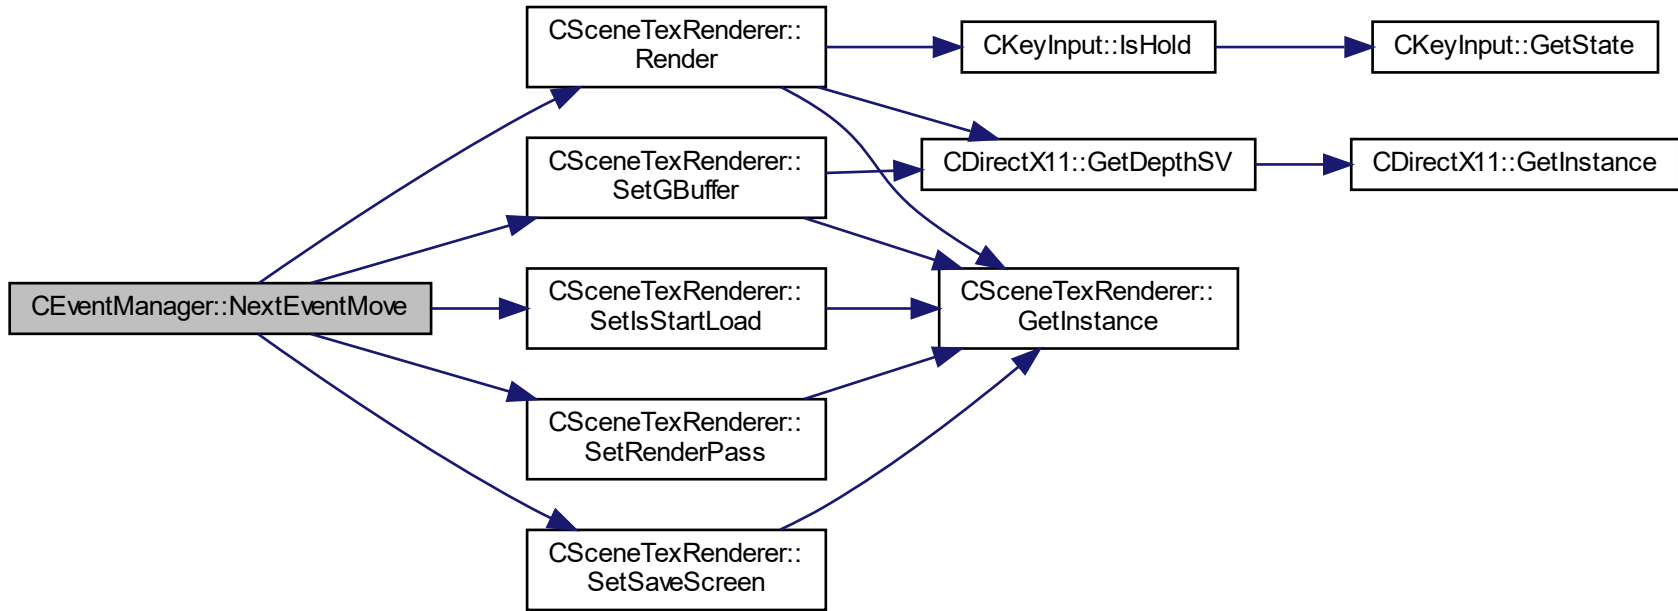 CSceneTexRenderer::
Render
CKeyInput::IsHold
CKeyInput::GetState
CSceneTexRenderer::
SetGBuffer
CDirectX11::GetDepthSV
CDirectX11::GetInstance
CEventManager::NextEventMove
CSceneTexRenderer::
SetIsStartLoad
CSceneTexRenderer::
GetInstance
CSceneTexRenderer::
SetRenderPass
CSceneTexRenderer::
SetSaveScreen